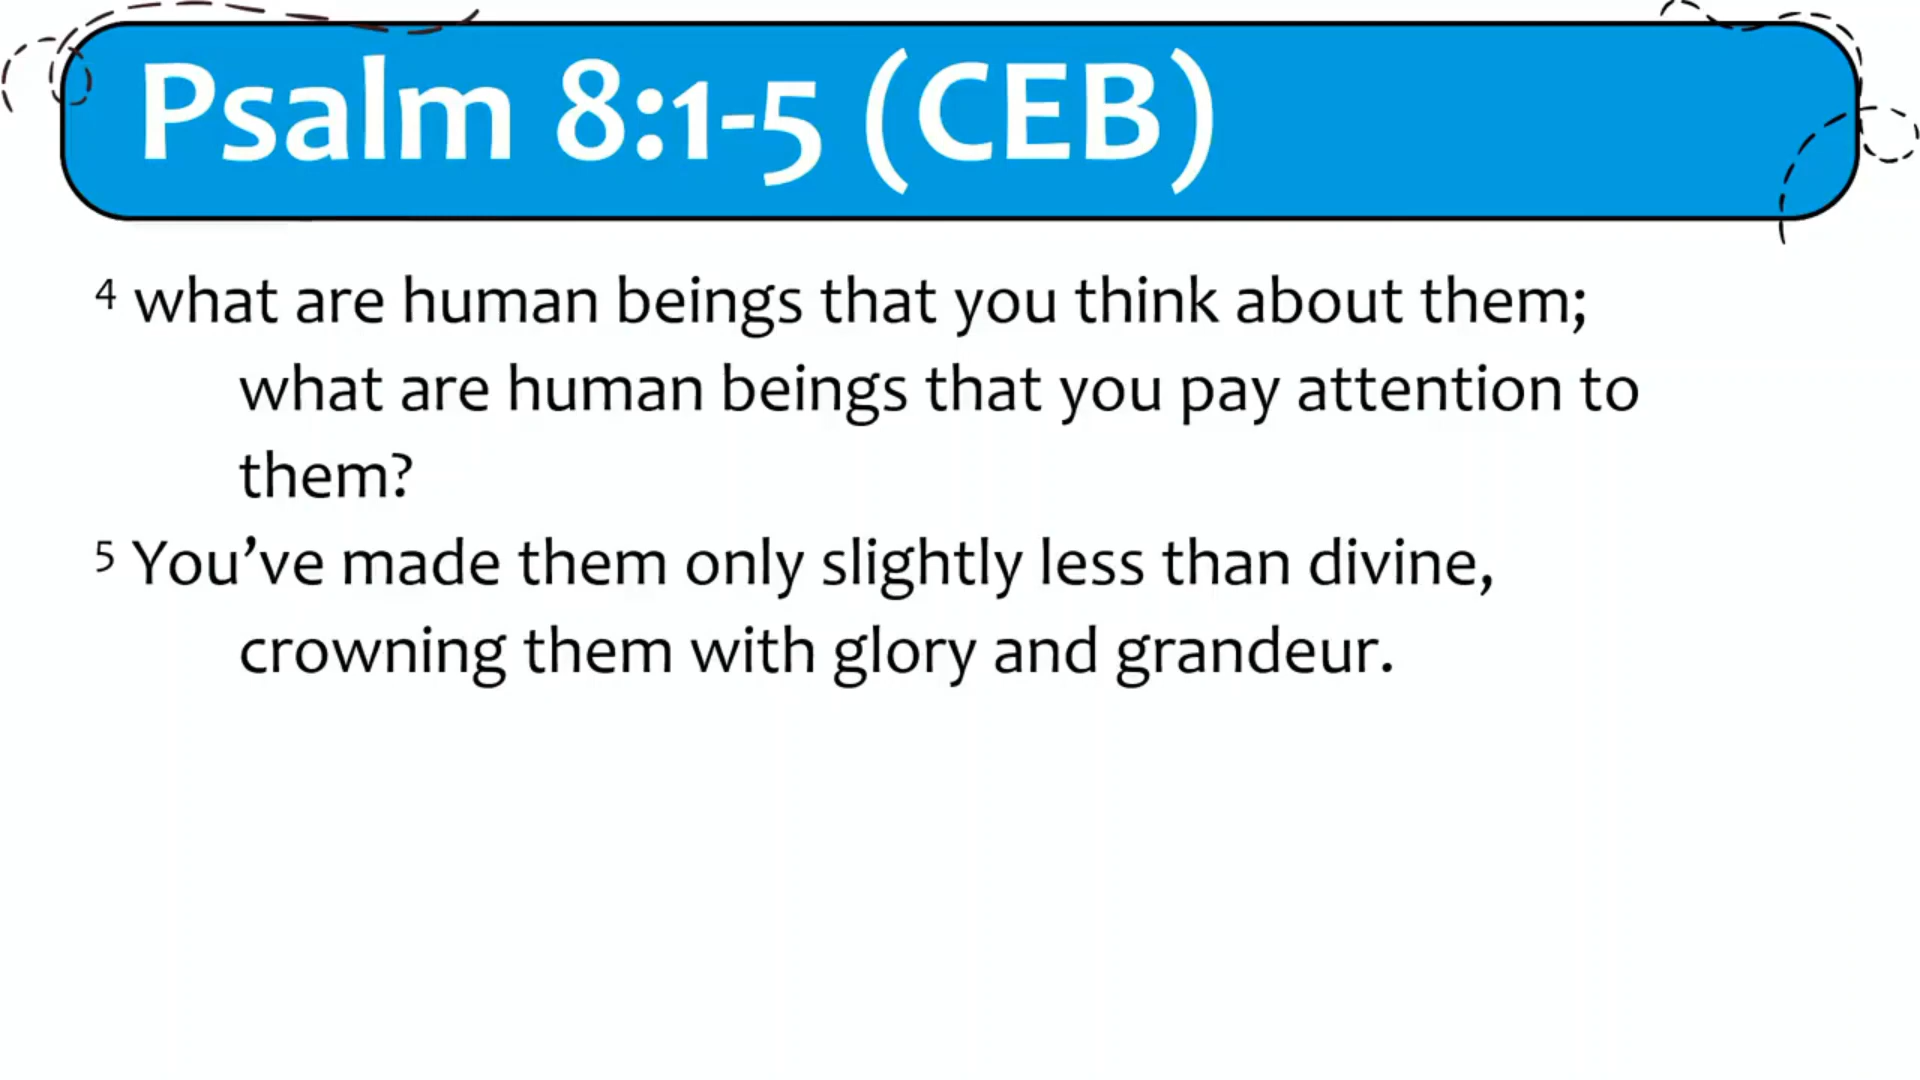 Psalm 8:1-5 (CEB)
4 what are human beings that you think about them;
what are human beings that you pay attention to
them?
5 You’ve made them only slightly less than divine,
crowning them with glory and grandeur.